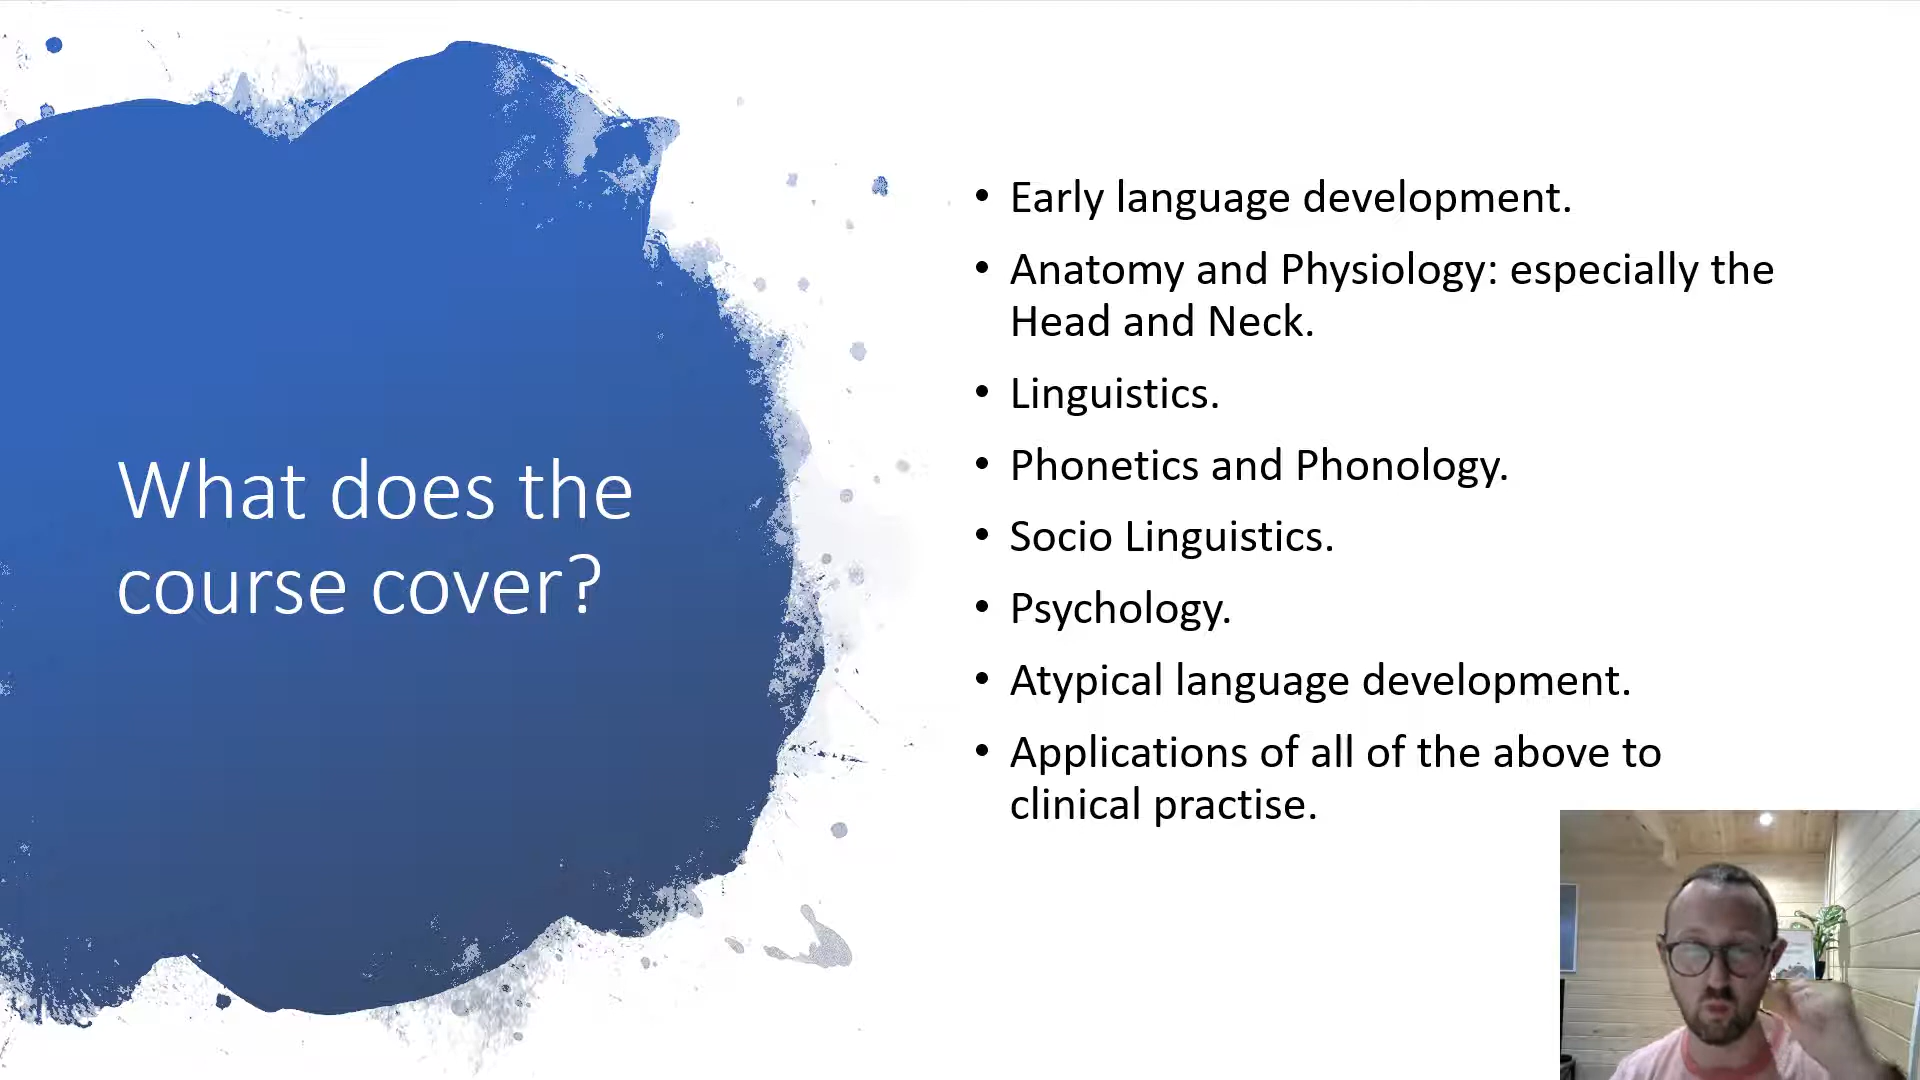 What does the
course cover?
• Early language development.
• Anatomy and Physiology: especially the
Head and Neck.
• Linguistics.
• Phonetics and Phonology.
• Socio Linguistics.
• Psychology.
• Atypical language development.
• Applications of all of the above to
clinical practise.